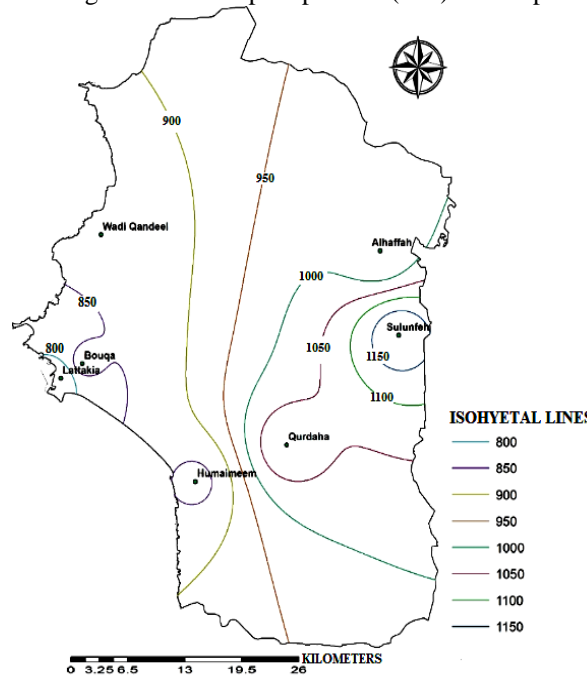 900
950
Wadi Qandeel
Alhaffah
1000
850
Sulunfeh
1050
800
1150
Bouqa
Lattakia
1100
ISOHYETAL LINES
Qurdaha
800
850
Humaimeem
900
950
1000
1050
1100
1150
KILOMETERS
0 3.25 6.5 13 19.5 26